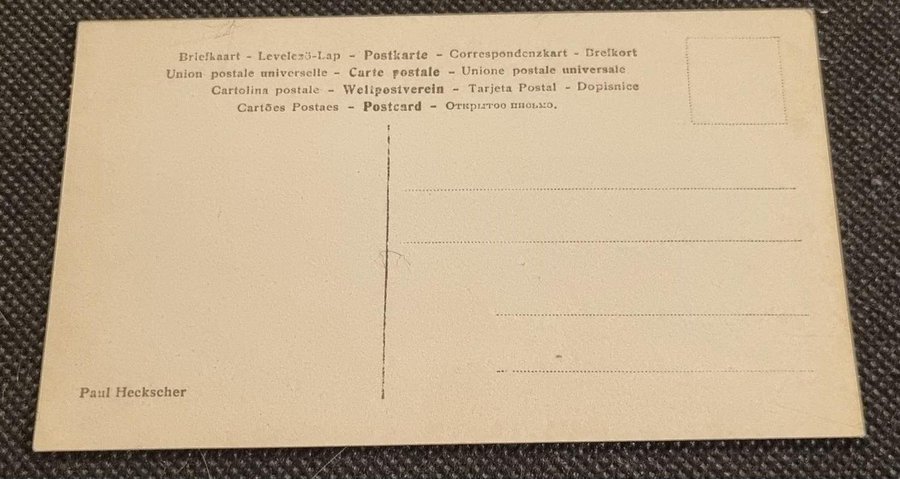 Briefkaart - Levelező-Lap - Postkarte - Correspondenzkart - Brefkort
Union postale universelle - Carte postale - Unione postale universale
Cartolina postale - Weltpostverein - Tarjeta Postal - Dopisnice
Cartões Postaes - Postcard - Открытое письмо.
Paul Heckscher